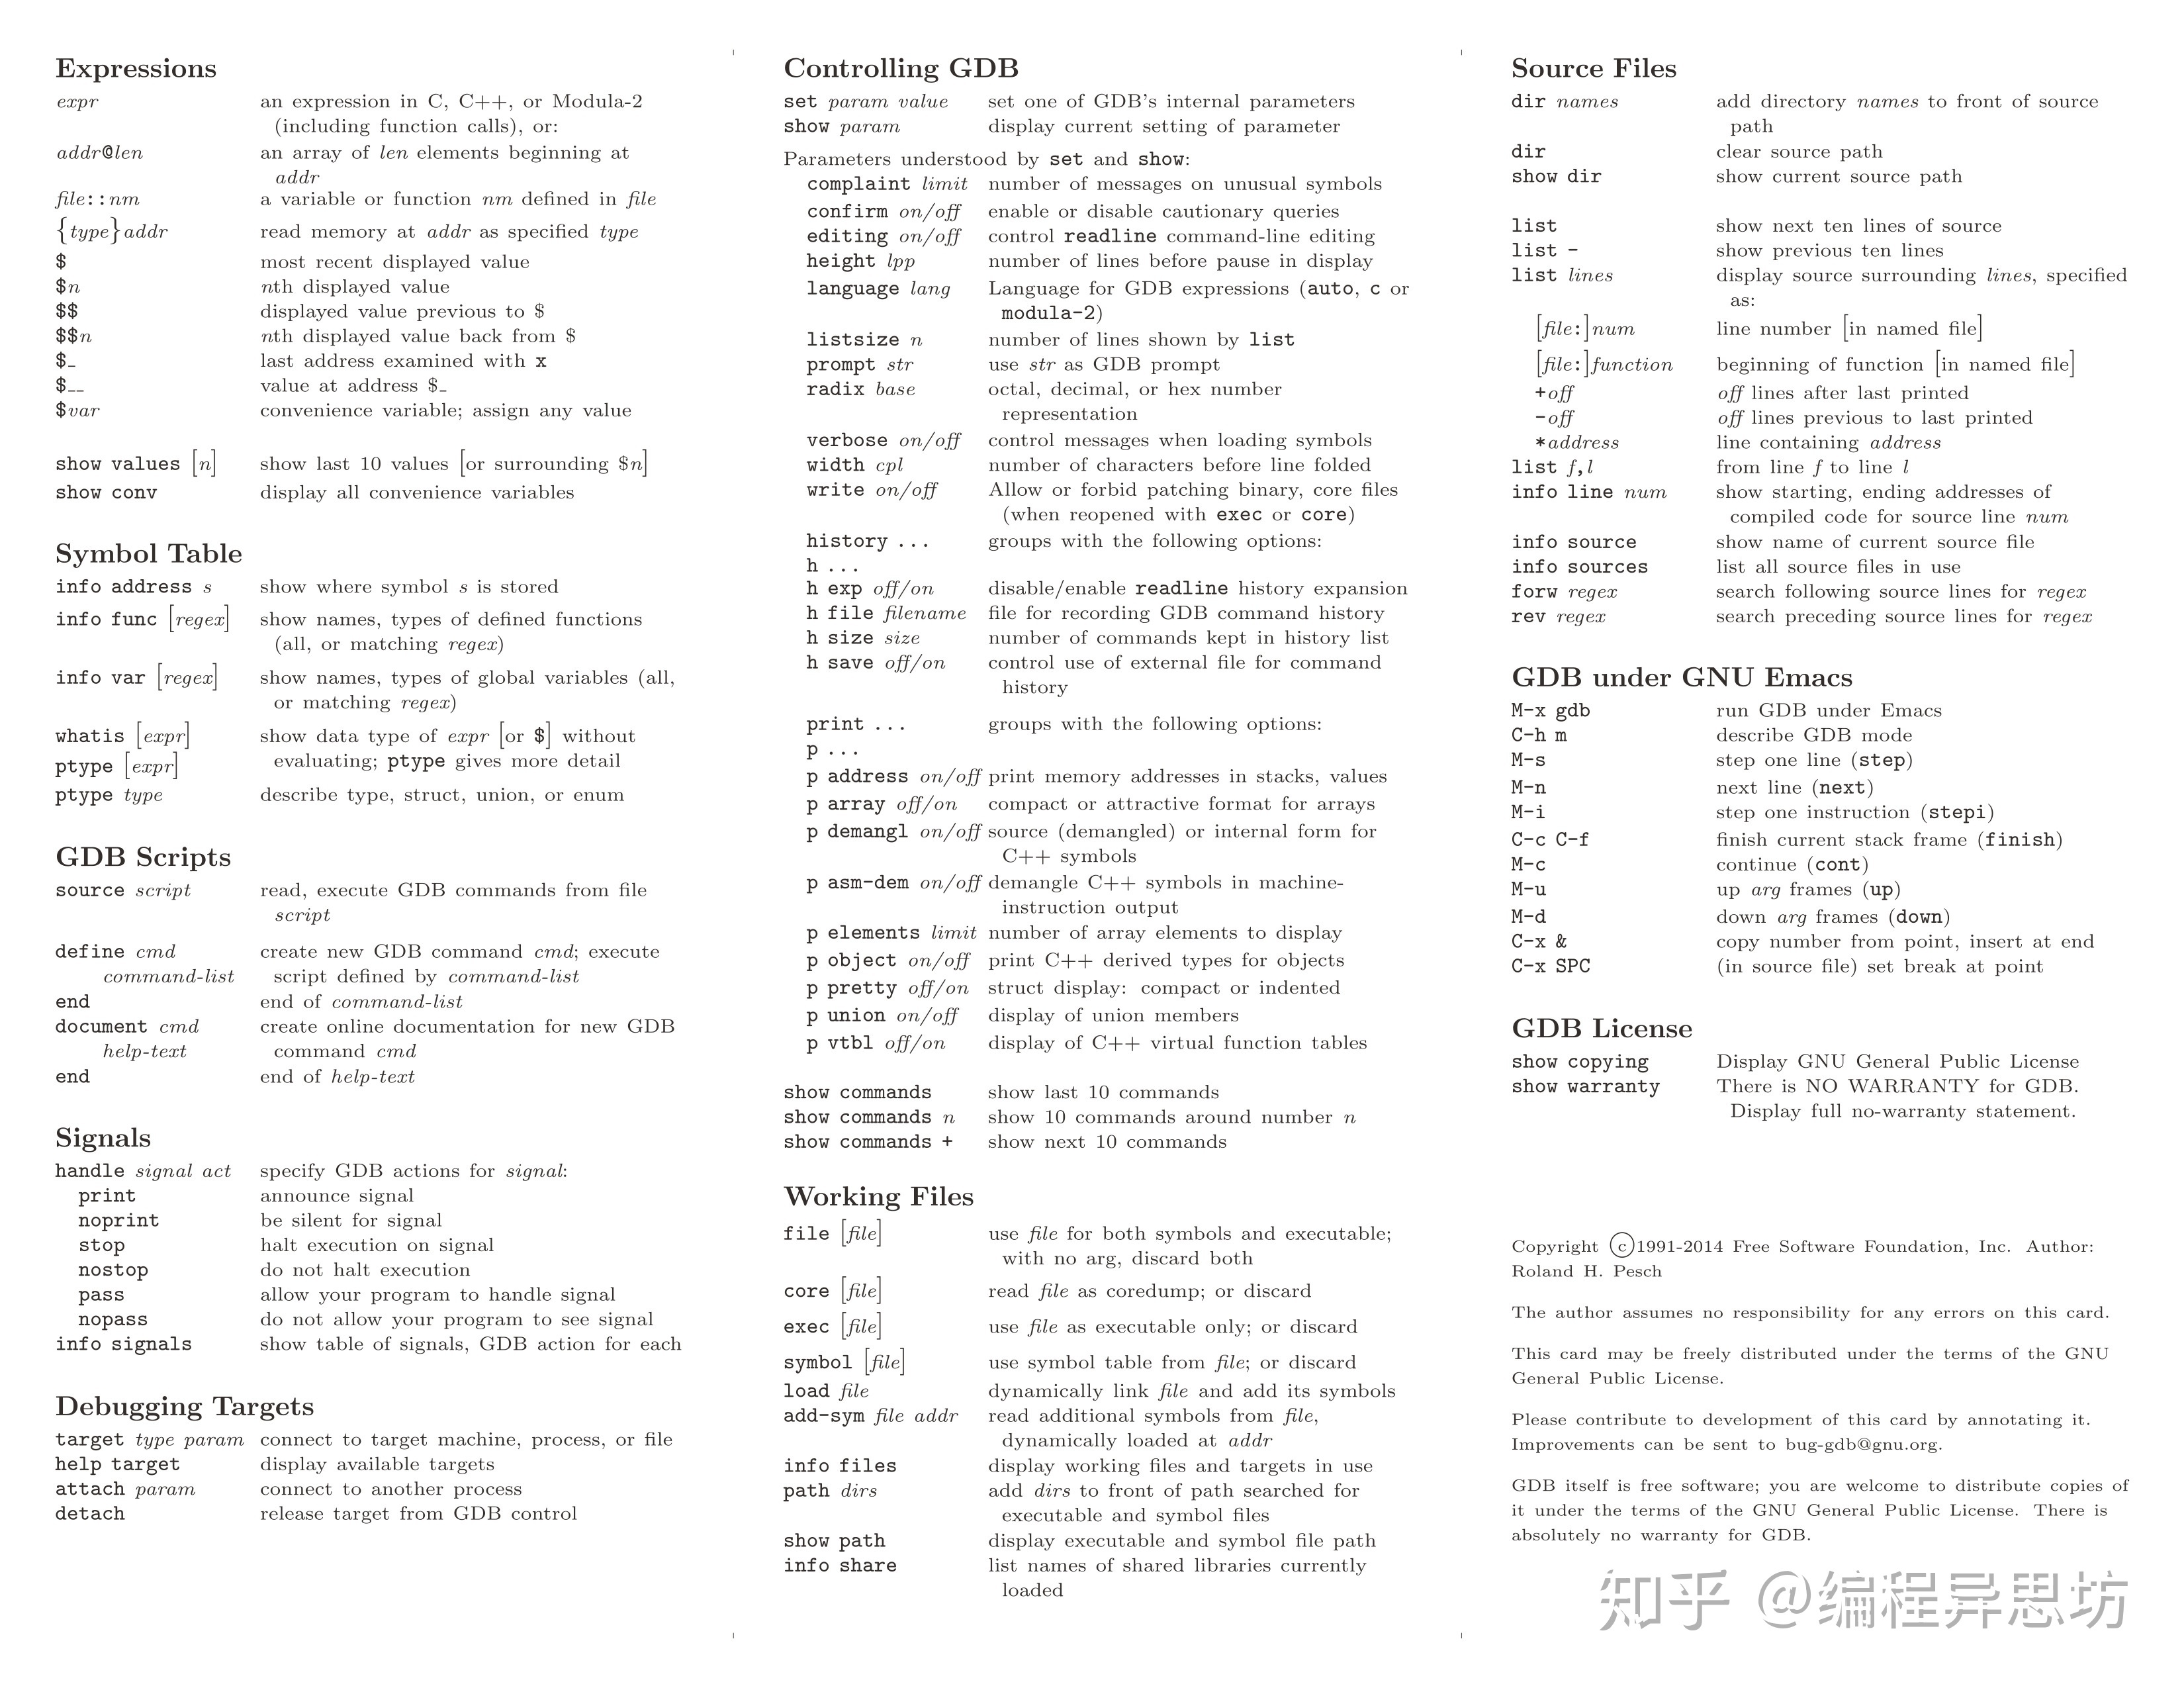 Expressions
expr an expression in C, C++, or Modula-2
(including function calls), or:
addr@len an array of len elements beginning at
addr
file::nm a variable or function nm defined in file
{type}addr read memory at addr as specified type
$ most recent displayed value
$n nth displayed value
$$ displayed value previous to $
$$n nth displayed value back from $
$_ last address examined with x
$__ value at address $_
$var convenience variable; assign any value
show values [n] show last 10 values [or surrounding $n]
show conv display all convenience variables
Symbol Table
info address s show where symbol s is stored
info func [regex] show names, types of defined functions
(all, or matching regex)
info var [regex] show names, types of global variables (all,
or matching regex)
whatis [expr] show data type of expr [or $] without
ptype [expr] evaluating; ptype gives more detail
ptype type describe type, struct, union, or enum
GDB Scripts
source script read, execute GDB commands from file
script
define cmd create new GDB command cmd; execute
command-list script defined by command-list
end end of command-list
document cmd create online documentation for new GDB
help-text command cmd
end end of help-text
Signals
handle signal act specify GDB actions for signal:
print announce signal
noprint be silent for signal
stop halt execution on signal
nostop do not halt execution
pass allow your program to handle signal
nopass do not allow your program to see signal
info signals show table of signals, GDB action for each
Debugging Targets
target type param connect to target machine, process, or file
help target display available targets
attach param connect to another process
detach release target from GDB control
Controlling GDB
set param value set one of GDB's internal parameters
show param display current setting of parameter
Parameters understood by set and show:
complaint limit number of messages on unusual symbols
confirm on/off enable or disable cautionary queries
editing on/off control readline command-line editing
height lpp number of lines before pause in display
language lang Language for GDB expressions (auto, c or
modula-2)
listsize n number of lines shown by list
prompt str use str as GDB prompt
radix base octal, decimal, or hex number
representation
verbose on/off control messages when loading symbols
width cpl number of characters before line folded
write on/off Allow or forbid patching binary, core files
(when reopened with exec or core)
history ... groups with the following options:
h ...
h exp off/on disable/enable readline history expansion
h file filename file for recording GDB command history
h size size number of commands kept in history list
h save off/on control use of external file for command
history
print ... groups with the following options:
p ...
p address on/off print memory addresses in stacks, values
p array off/on compact or attractive format for arrays
p demangl on/off source (demangled) or internal form for
C++ symbols
p asm-dem on/off demangle C++ symbols in machine-
instruction output
p elements limit number of array elements to display
p object on/off print C++ derived types for objects
p pretty off/on struct display: compact or indented
p union on/off display of union members
p vtbl off/on display of C++ virtual function tables
show commands show last 10 commands
show commands n show 10 commands around number n
show commands + show next 10 commands
Working Files
file [file] use file for both symbols and executable;
with no arg, discard both
core [file] read file as coredump; or discard
exec [file] use file as executable only; or discard
symbol [file] use symbol table from file; or discard
load file dynamically link file and add its symbols
add-sym file addr read additional symbols from file,
dynamically loaded at addr
info files display working files and targets in use
path dirs add dirs to front of path searched for
executable and symbol files
show path display executable and symbol file path
info share list names of shared libraries currently
loaded
Source Files
dir names add directory names to front of source
path
dir clear source path
show dir show current source path
list show next ten lines of source
list - show previous ten lines
list lines display source surrounding lines, specified
as:
[file:]num line number [in named file]
[file:]function beginning of function [in named file]
+off off lines after last printed
-off off lines previous to last printed
*address line containing address
list f,l from line f to line l
info line num show starting, ending addresses of
compiled code for source line num
info source show name of current source file
info sources list all source files in use
forw regex search following source lines for regex
rev regex search preceding source lines for regex
GDB under GNU Emacs
M-x gdb run GDB under Emacs
C-h m describe GDB mode
M-s step one line (step)
M-n next line (next)
M-i step one instruction (stepi)
C-c C-f finish current stack frame (finish)
M-c continue (cont)
M-u up arg frames (up)
M-d down arg frames (down)
C-x & copy number from point, insert at end
C-x SPC (in source file) set break at point
GDB License
show copying Display GNU General Public License
show warranty There is NO WARRANTY for GDB.
Display full no-warranty statement.
Copyright ©1991-2014 Free Software Foundation, Inc. Author:
Roland H. Pesch
The author assumes no responsibility for any errors on this card.
This card may be freely distributed under the terms of the GNU
General Public License.
Please contribute to development of this card by annotating it.
Improvements can be sent to bug-gdb@gnu.org.
GDB itself is free software; you are welcome to distribute copies of
it under the terms of the GNU General Public License. There is
absolutely no warranty for GDB.
知乎 @编程异思坊